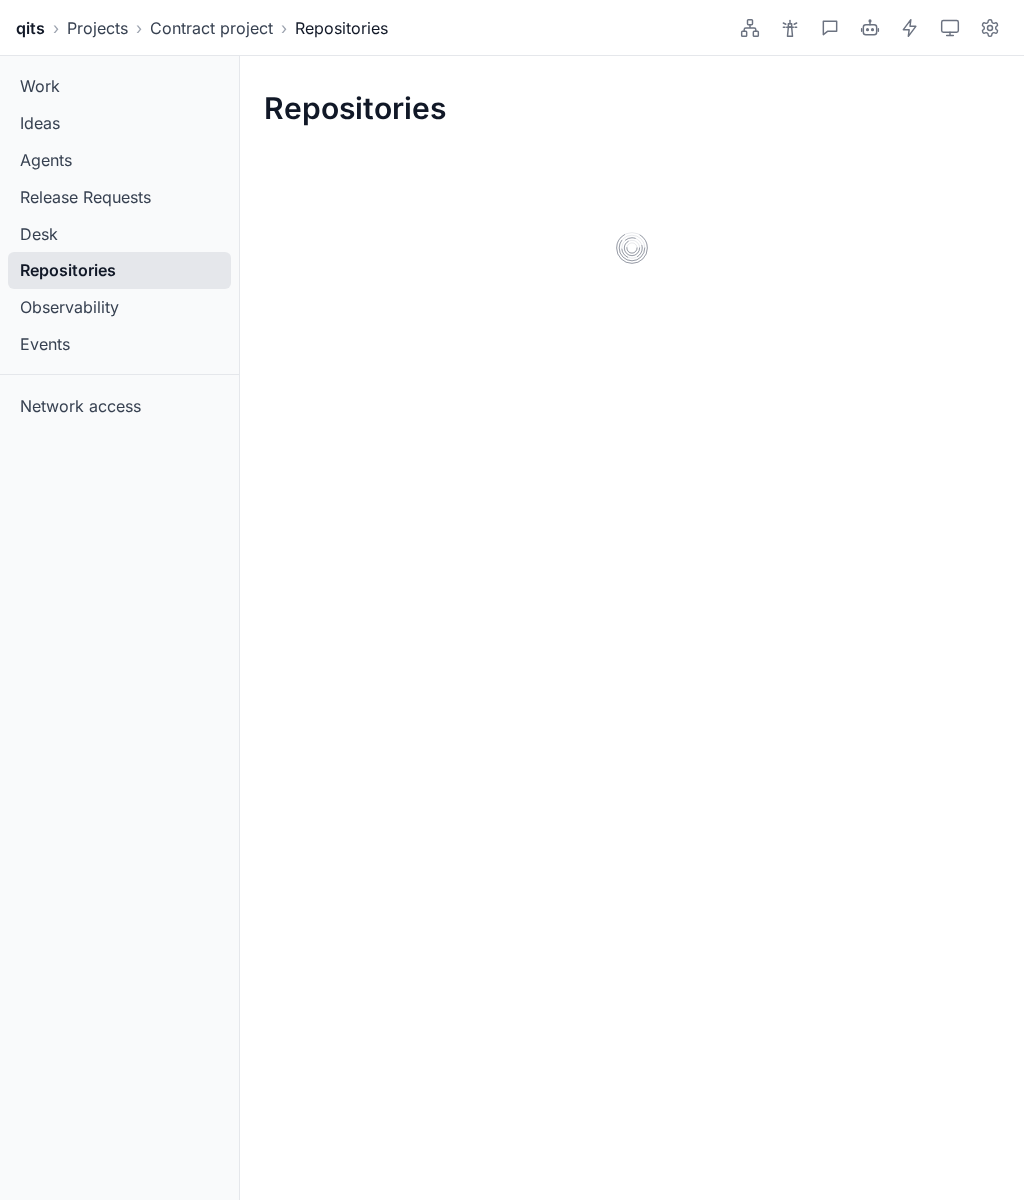 qits › Projects › Contract project › Repositories
Work
Ideas
Agents
Release Requests
Desk
Repositories
Observability
Events
Network access
Repositories